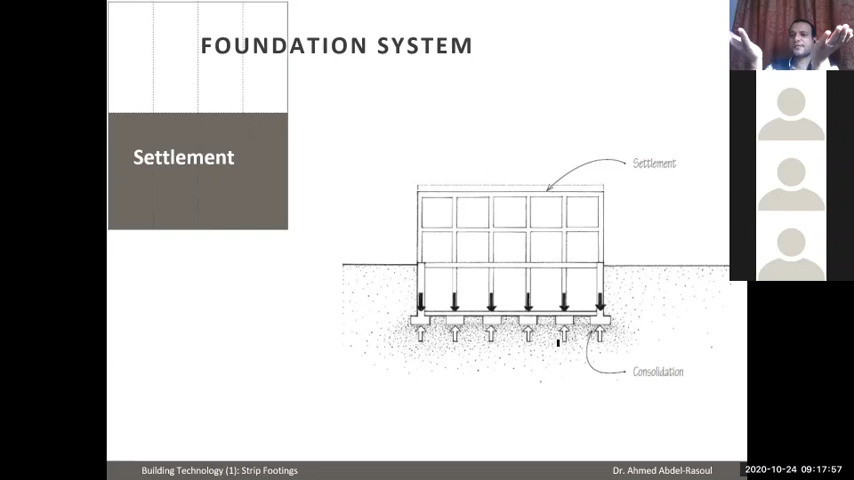 FOUNDATION SYSTEM
Settlement
Settlement
Consolidation
Building Technology (1): Strip Footings
Dr. Ahmed Abdel-Rasoul
2020-10-24 09:17:57